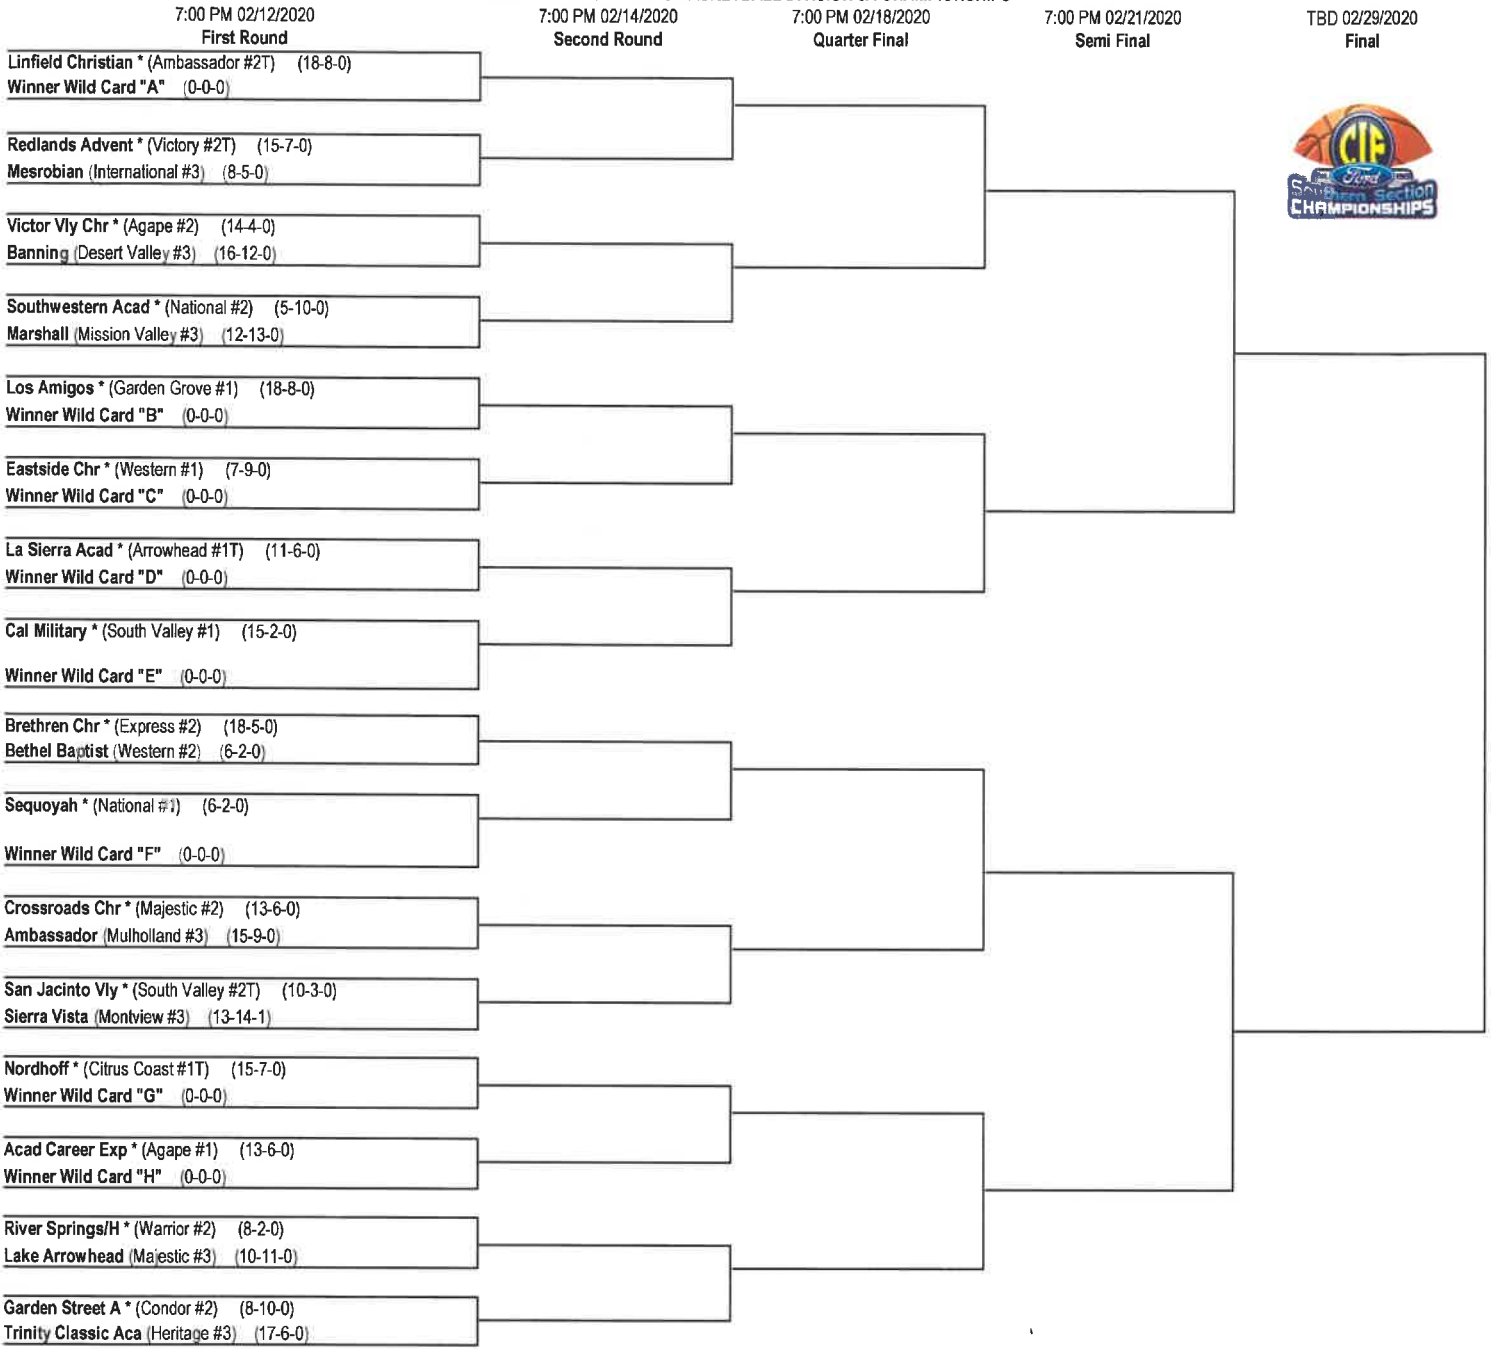 7:00 PM 02/12/2020
First Round
7:00 PM 02/14/2020
Second Round
7:00 PM 02/18/2020
Quarter Final
7:00 PM 02/21/2020
Semi Final
TBD 02/29/2020
Final
CIF
Ford
Southern Section
CHAMPIONSHIPS
Linfield Christian * (Ambassador #2T) (18-8-0)
Winner Wild Card "A" (0-0-0)
Redlands Advent * (Victory #2T) (15-7-0)
Mesrobian (International #3) (8-5-0)
Victor Vly Chr * (Agape #2) (14-4-0)
Banning (Desert Valley #3) (16-12-0)
Southwestern Acad * (National #2) (5-10-0)
Marshall (Mission Valley #3) (12-13-0)
Los Amigos * (Garden Grove #1) (18-8-0)
Winner Wild Card "B" (0-0-0)
Eastside Chr * (Western #1) (7-9-0)
Winner Wild Card "C" (0-0-0)
La Sierra Acad * (Arrowhead #1T) (11-6-0)
Winner Wild Card "D" (0-0-0)
Cal Military * (South Valley #1) (15-2-0)
Winner Wild Card "E" (0-0-0)
Brethren Chr * (Express #2) (18-5-0)
Bethel Baptist (Western #2) (6-2-0)
Sequoyah * (National #1) (6-2-0)
Winner Wild Card "F" (0-0-0)
Crossroads Chr * (Majestic #2) (13-6-0)
Ambassador (Mulholland #3) (15-9-0)
San Jacinto Vly * (South Valley #2T) (10-3-0)
Sierra Vista (Montview #3) (13-14-1)
Nordhoff * (Citrus Coast #1T) (15-7-0)
Winner Wild Card "G" (0-0-0)
Acad Career Exp * (Agape #1) (13-6-0)
Winner Wild Card "H" (0-0-0)
River Springs/H * (Warrior #2) (8-2-0)
Lake Arrowhead (Majestic #3) (10-11-0)
Garden Street A * (Condor #2) (8-10-0)
Trinity Classic Aca (Heritage #3) (17-6-0)